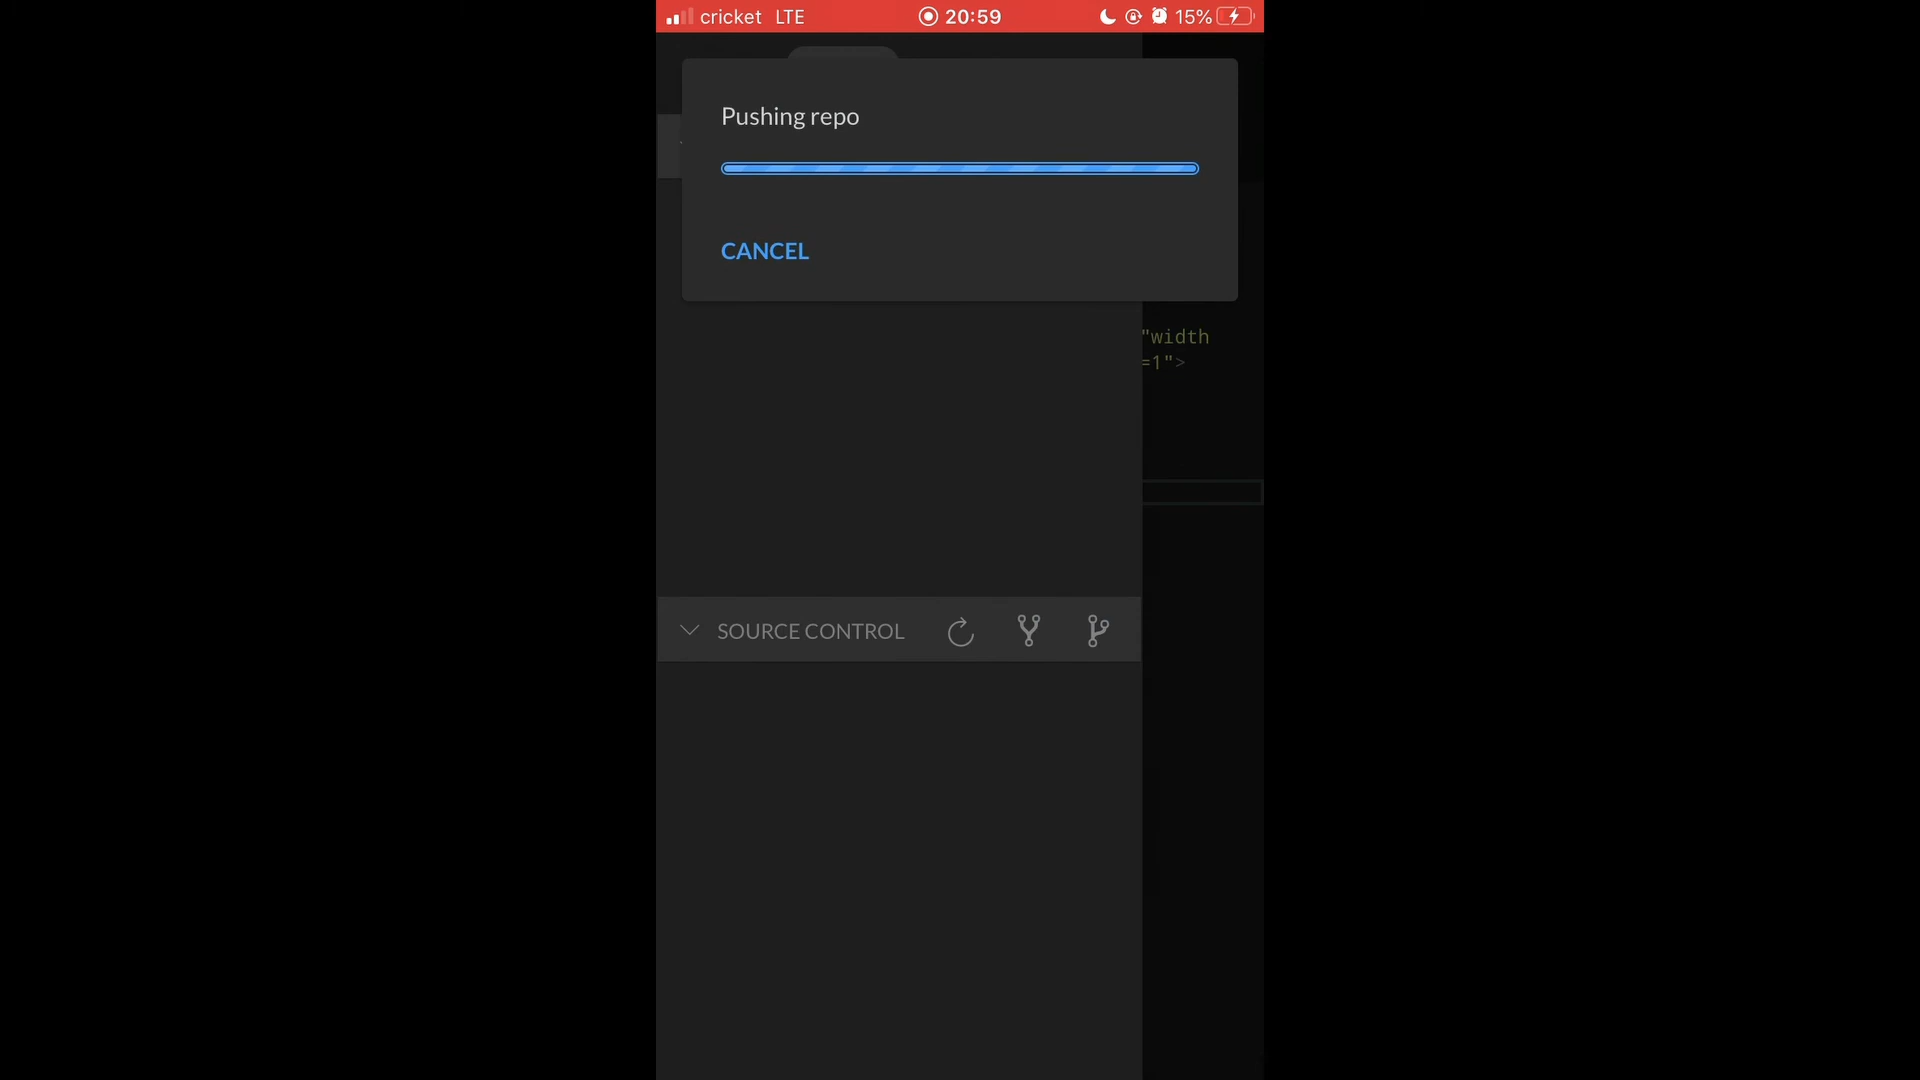 cricket LTE 20:59 15%
Pushing repo
CANCEL
"width
=1">
SOURCE CONTROL